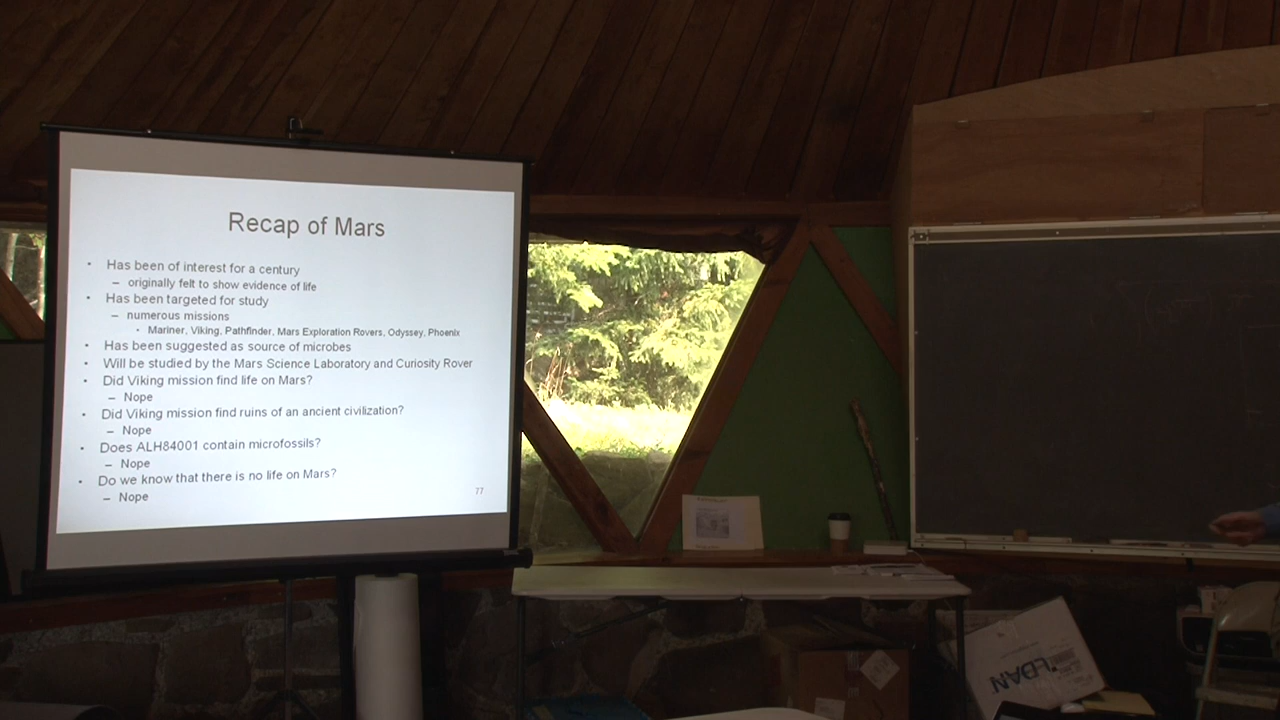 Recap of Mars
• Has been of interest for a century
– originally felt to show evidence of life
• Has been targeted for study
– numerous missions
• Mariner, Viking, Pathfinder, Mars Exploration Rovers, Odyssey, Phoenix
• Has been suggested as source of microbes
• Will be studied by the Mars Science Laboratory and Curiosity Rover
• Did Viking mission find life on Mars?
– Nope
• Did Viking mission find ruins of an ancient civilization?
– Nope
• Does ALH84001 contain microfossils?
– Nope
• Do we know that there is no life on Mars?
– Nope
77